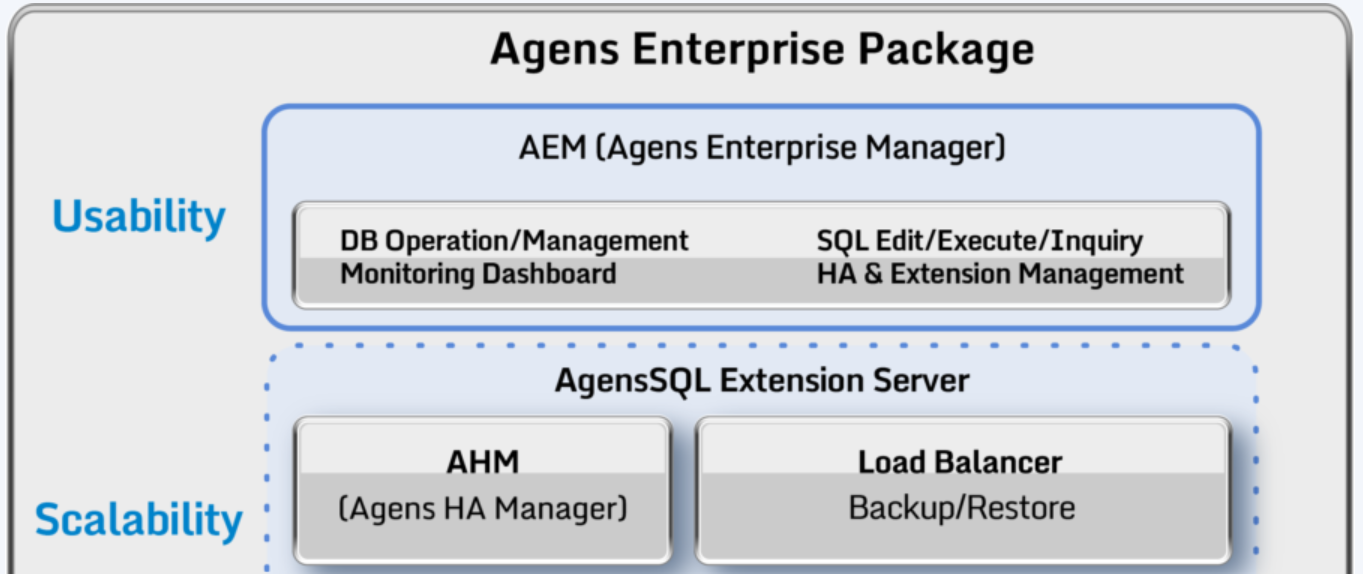 Agens Enterprise Package
AEM (Agens Enterprise Manager)
Usability
DB Operation/Management
SQL Edit/Execute/Inquiry
Monitoring Dashboard
HA & Extension Management
AgensSQL Extension Server
Scalability
AHM
(Agens HA Manager)
Load Balancer
Backup/Restore